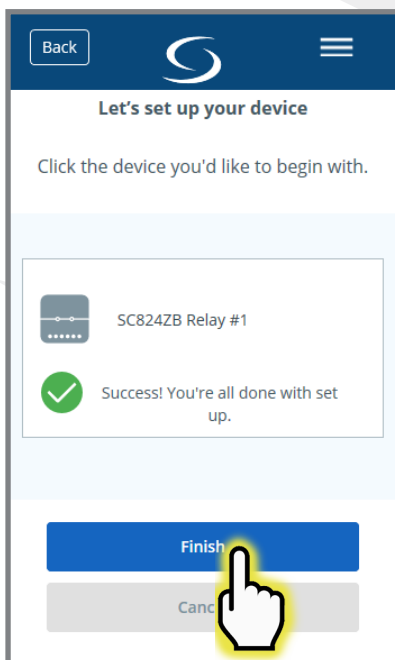 Back
Let’s set up your device
Click the device you'd like to begin with.
SC824ZB Relay #1
Success! You're all done with set
up.
Finish